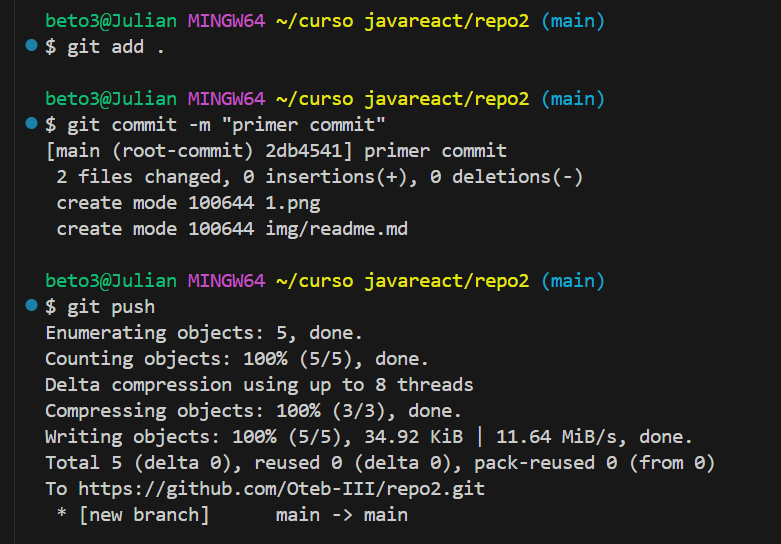 beto3@Julian MINGW64 ~/curso javareact/repo2 (main)
$ git add .
beto3@Julian MINGW64 ~/curso javareact/repo2 (main)
$ git commit -m "primer commit"
[main (root-commit) 2db4541] primer commit
 2 files changed, 0 insertions(+), 0 deletions(-)
 create mode 100644 1.png
 create mode 100644 img/readme.md
beto3@Julian MINGW64 ~/curso javareact/repo2 (main)
$ git push
Enumerating objects: 5, done.
Counting objects: 100% (5/5), done.
Delta compression using up to 8 threads
Compressing objects: 100% (3/3), done.
Writing objects: 100% (5/5), 34.92 KiB | 11.64 MiB/s, done.
Total 5 (delta 0), reused 0 (delta 0), pack-reused 0 (from 0)
To https://github.com/Oteb-III/repo2.git
 * [new branch]      main -> main